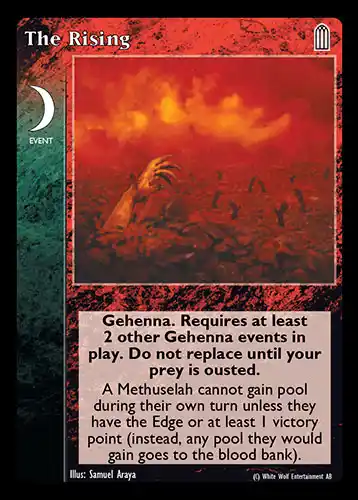 The Rising
EVENT
Gehenna. Requires at least
2 other Gehenna events in
play. Do not replace until your
prey is ousted.
A Methuselah cannot gain pool
during their own turn unless they
have the Edge or at least 1 victory
point (instead, any pool they would
gain goes to the blood bank).
Illus: Samuel Araya
(C) White Wolf Entertainment AB